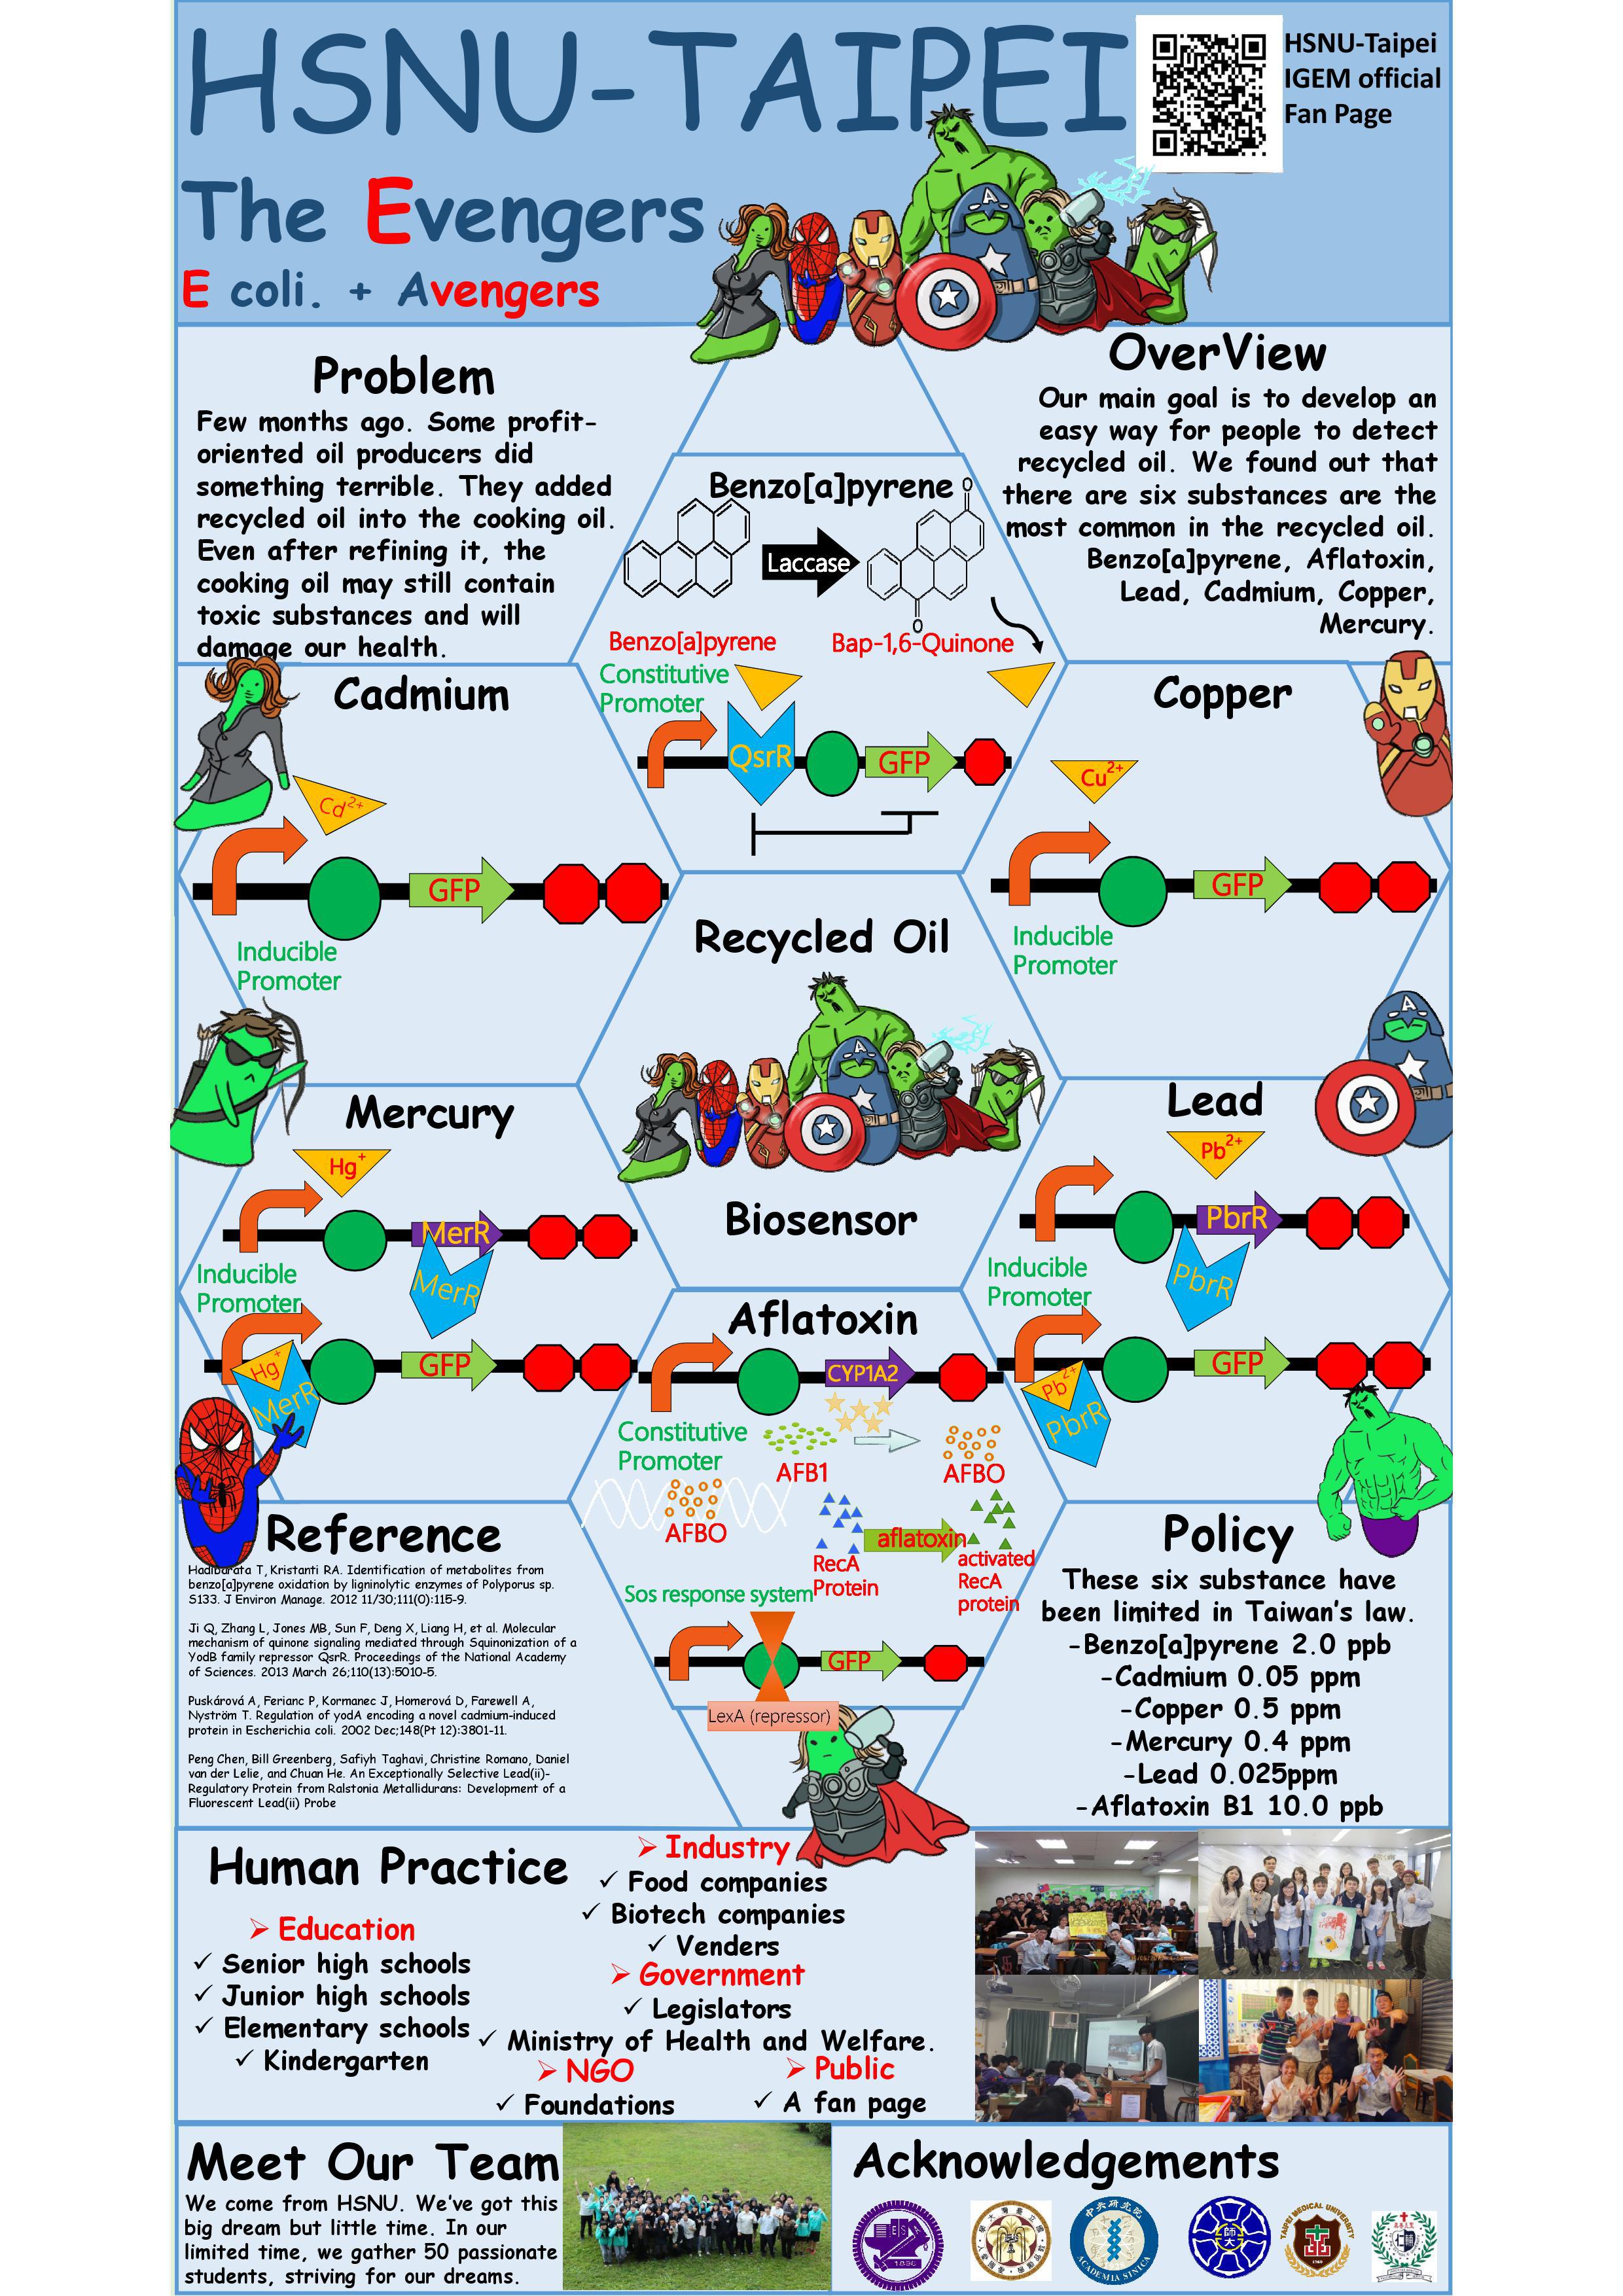 HSNU-TAIPEI
HSNU-Taipei
IGEM official
Fan Page
The Evengers
E coli. + Avengers
Problem
Few months ago. Some profit-
oriented oil producers did
something terrible. They added
recycled oil into the cooking oil.
Even after refining it, the
cooking oil may still contain
toxic substances and will
damage our health.
OverView
Our main goal is to develop an
easy way for people to detect
recycled oil. We found out that
there are six substances are the
most common in the recycled oil.
Benzo[a]pyrene, Aflatoxin,
Lead, Cadmium, Copper,
Mercury.
Benzo[a]pyrene
O
Laccase
O
Benzo[a]pyrene
Bap-1,6-Quinone
Constitutive
Promoter
QsrR
GFP
Cadmium
Cd2+
GFP
Inducible
Promoter
Copper
Cu2+
GFP
Inducible
Promoter
Recycled Oil
A
Biosensor
Mercury
Hg+
MerR
MerR
Inducible
Promoter
Hg+
MerR
GFP
Lead
Pb2+
PbrR
PbrR
Inducible
Promoter
Pb2+
PbrR
GFP
Aflatoxin
CYP1A2
Constitutive
Promoter
AFB1
AFBO
AFBO
RecA
Protein
aflatoxin
activated
RecA
protein
Sos response system
GFP
LexA (repressor)
Reference
Hadibarata T, Kristanti RA. Identification of metabolites from
benzo[a]pyrene oxidation by ligninolytic enzymes of Polyporus sp.
S133. J Environ Manage. 2012 11/30;111(0):115-9.
Ji Q, Zhang L, Jones MB, Sun F, Deng X, Liang H, et al. Molecular
mechanism of quinone signaling mediated through Squinonization of a
YodB family repressor QsrR. Proceedings of the National Academy
of Sciences. 2013 March 26;110(13):5010-5.
Puskárová A, Ferianc P, Kormanec J, Homerová D, Farewell A,
Nyström T. Regulation of yodA encoding a novel cadmium-induced
protein in Escherichia coli. 2002 Dec;148(Pt 12):3801-11.
Peng Chen, Bill Greenberg, Safiyh Taghavi, Christine Romano, Daniel
van der Lelie, and Chuan He. An Exceptionally Selective Lead(ii)-
Regulatory Protein from Ralstonia Metallidurans: Development of a
Fluorescent Lead(ii) Probe
Policy
These six substance have
been limited in Taiwan's law.
-Benzo[a]pyrene 2.0 ppb
-Cadmium 0.05 ppm
-Copper 0.5 ppm
-Mercury 0.4 ppm
-Lead 0.025ppm
-Aflatoxin B1 10.0 ppb
Human Practice
➢ Education
✓ Senior high schools
✓ Junior high schools
✓ Elementary schools
✓ Kindergarten
➢ Industry
✓ Food companies
✓ Biotech companies
✓ Venders
➢ Government
✓ Legislators
✓ Ministry of Health and Welfare.
➢ NGO
✓ Foundations
➢ Public
✓ A fan page
Meet Our Team
We come from HSNU. We've got this
big dream but little time. In our
limited time, we gather 50 passionate
students, striving for our dreams.
Acknowledgements
中央研究院
ACADEMIA SINICA
師大
TAIPEI MEDICAL UNIVERSITY